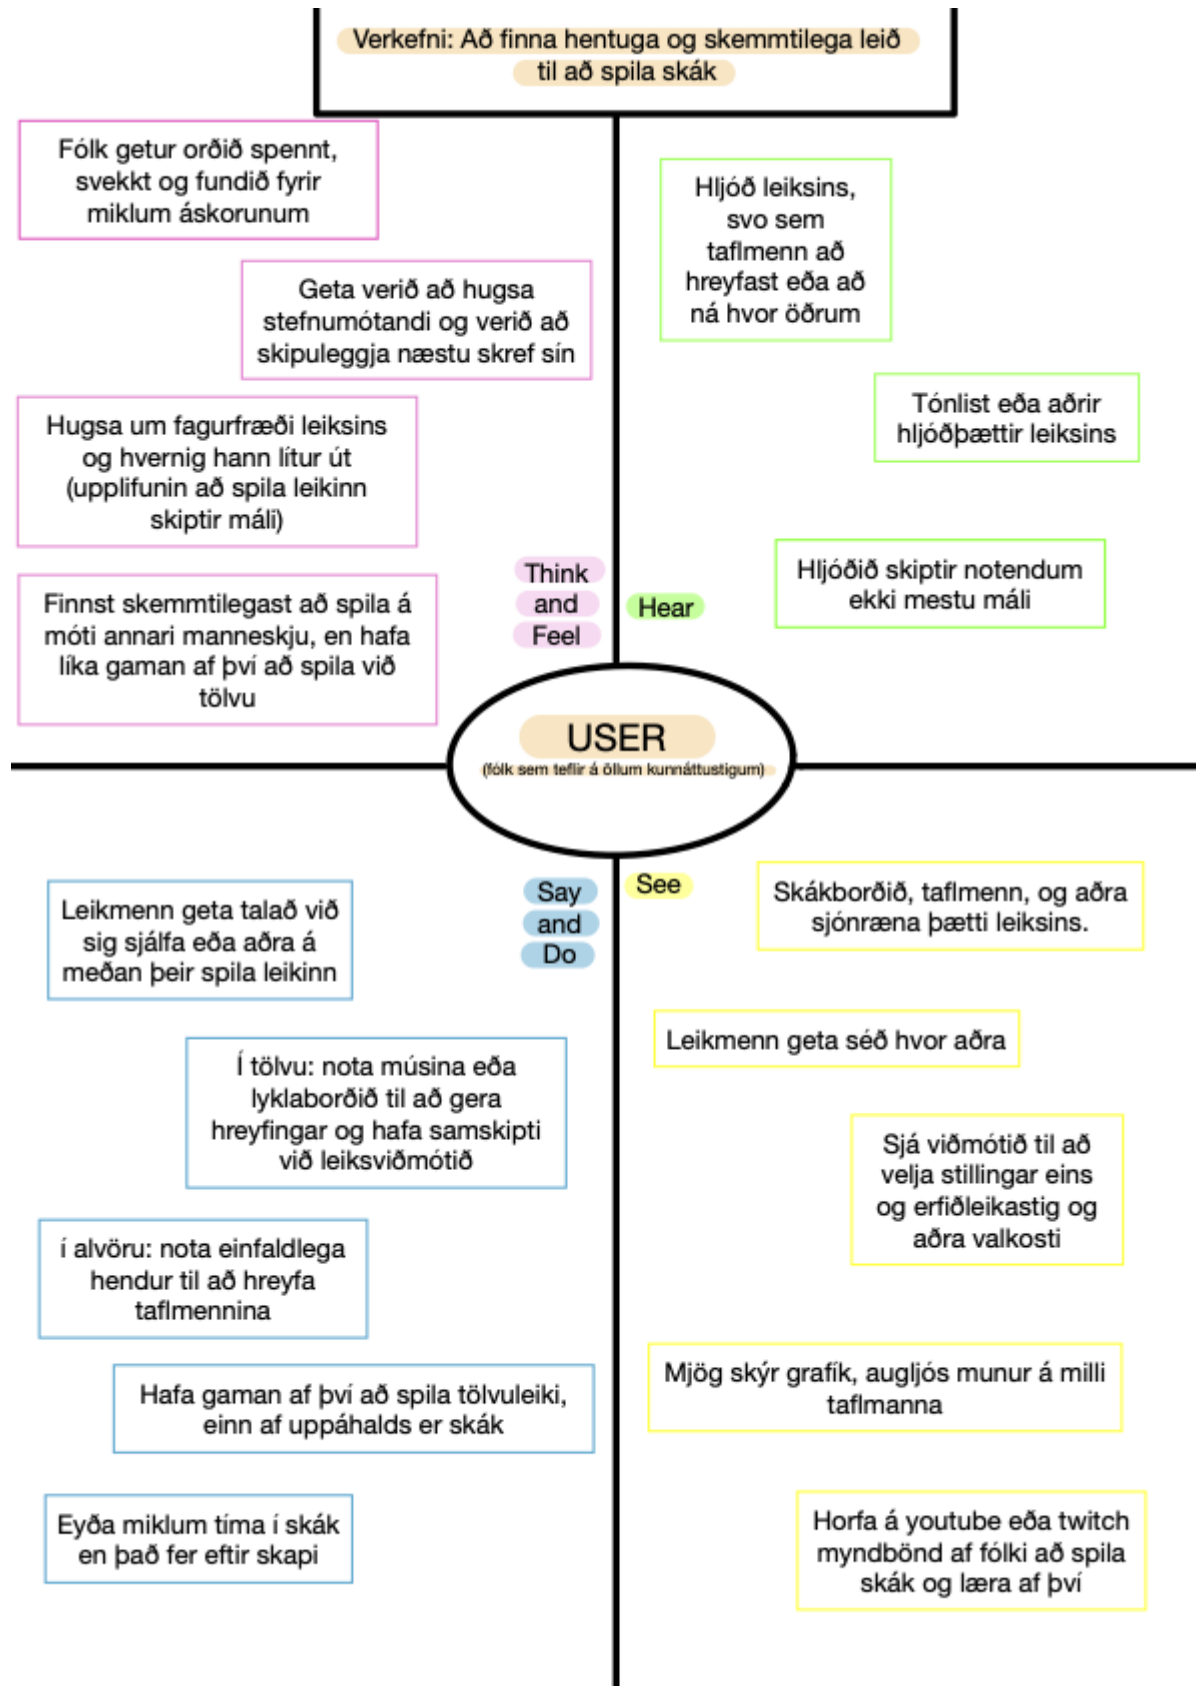 Verkefni: Að finna hentuga og skemmtilega leið
til að spila skák
Fólk getur orðið spennt,
svekkt og fundið fyrir
miklum áskorunum
Geta verið að hugsa
stefnumótandi og verið að
skipuleggja næstu skref sín
Hugsa um fagurfræði leiksins
og hvernig hann lítur út
(upplifunin að spila leikinn
skiptir máli)
Finnst skemmtilegast að spila á
móti annari manneskju, en hafa
líka gaman af því að spila við
tölvu
Think
and
Feel
Hljóð leiksins,
svo sem
taflmenn að
hreyfast eða að
ná hvor öðrum
Tónlist eða aðrir
hljóðþættir leiksins
Hljóðið skiptir notendum
ekki mestu máli
Hear
USER
(fólk sem teflir á öllum kunnáttustigum)
Say
and
Do
Leikmenn geta talað við
sig sjálfa eða aðra á
meðan þeir spila leikinn
Í tölvu: nota músina eða
lyklaborðið til að gera
hreyfingar og hafa samskipti
við leiksviðmótið
í alvöru: nota einfaldlega
hendur til að hreyfa
taflmennina
Hafa gaman af því að spila tölvuleiki,
einn af uppáhalds er skák
Eyða miklum tíma í skák
en það fer eftir skapi
See
Skákborðið, taflmenn, og aðra
sjónræna þætti leiksins.
Leikmenn geta séð hvor aðra
Sjá viðmótið til að
velja stillingar eins
og erfiðleikastig og
aðra valkosti
Mjög skýr grafík, augljós munur á milli
taflmanna
Horfa á youtube eða twitch
myndbönd af fólki að spila
skák og læra af því